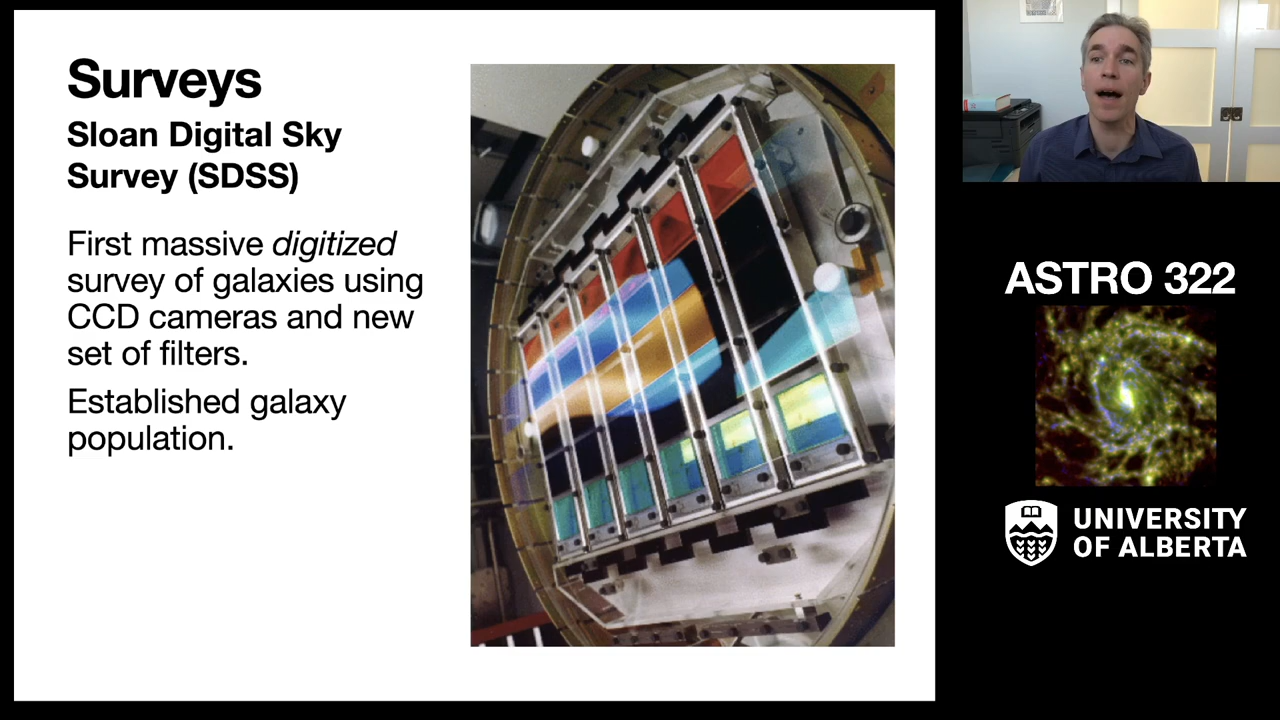 Surveys
Sloan Digital Sky
Survey (SDSS)
First massive digitized
survey of galaxies using
CCD cameras and new
set of filters.
Established galaxy
population.
ASTRO 322
UNIVERSITY
OF ALBERTA